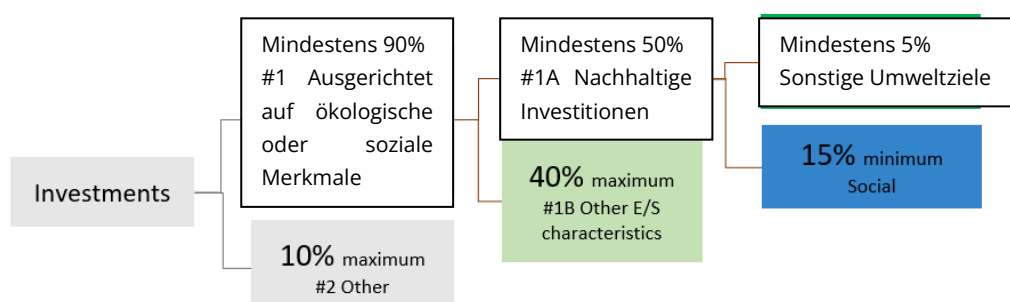 Investments
Mindestens 90%
#1 Ausgerichtet
auf ökologische
oder soziale
Merkmale
10% maximum
#2 Other
Mindestens 50%
#1A Nachhaltige
Investitionen
40% maximum
#1B Other E/S
characteristics
Mindestens 5%
Sonstige Umweltziele
15% minimum
Social